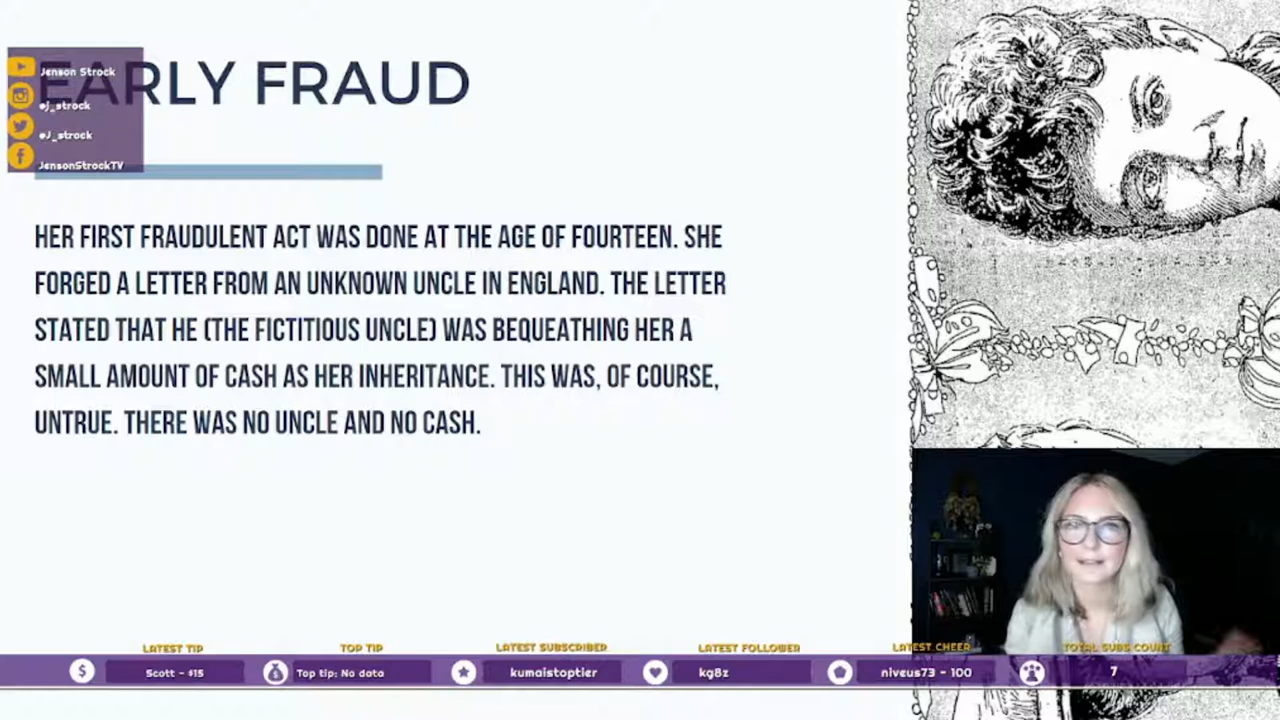 EARLY FRAUD
Jenson Strock
@j_strock
@J_strock
JensonStrockTV
HER FIRST FRAUDULENT ACT WAS DONE AT THE AGE OF FOURTEEN. SHE
FORGED A LETTER FROM AN UNKNOWN UNCLE IN ENGLAND. THE LETTER
STATED THAT HE (THE FICTITIOUS UNCLE) WAS BEQUEATHING HER A
SMALL AMOUNT OF CASH AS HER INHERITANCE. THIS WAS, OF COURSE,
UNTRUE. THERE WAS NO UNCLE AND NO CASH.
LATEST TIP TOP TIP LATEST SUBSCRIBER LATEST FOLLOWER LATEST CHEER TOTAL SUBS COUNT
$ Scott - $15 $ Top tip: No data kumaistoptier kg8z niveus73 - 100 7